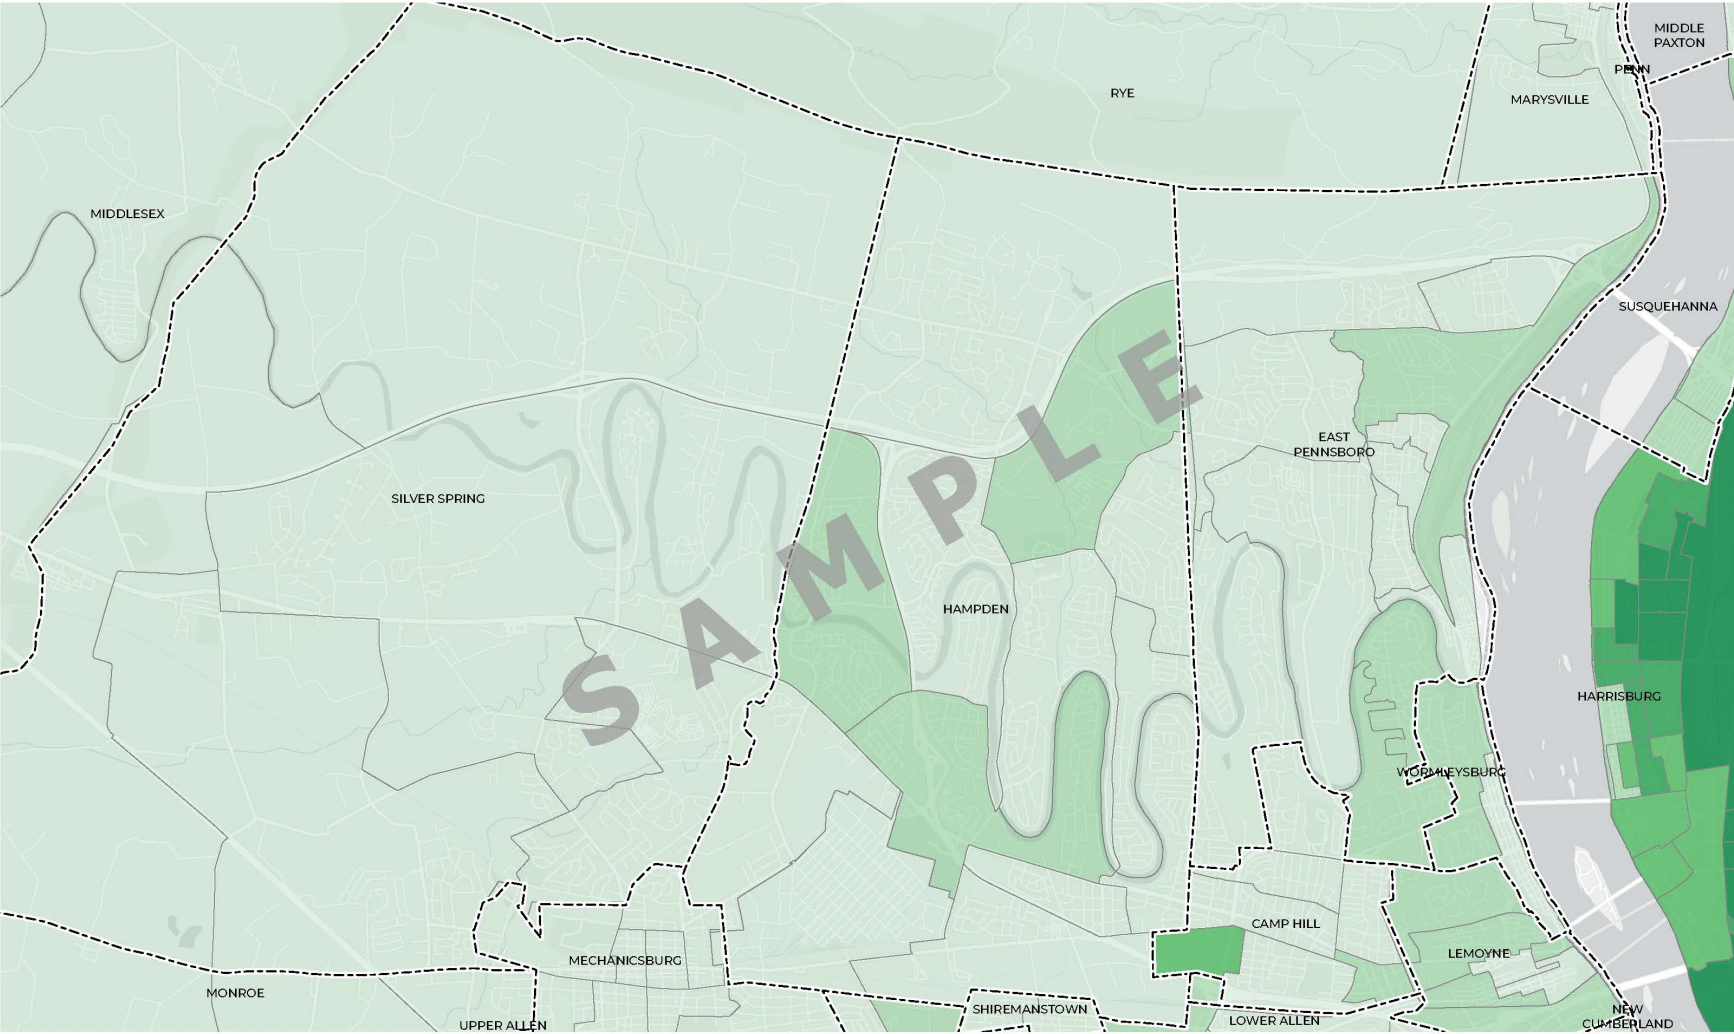 MIDDLE
PAXTON
PENN
RYE
MARYSVILLE
MIDDLESEX
SUSQUEHANNA
SAMPLE
EAST
PENNSBORO
SILVER SPRING
HAMPDEN
HARRISBURG
WORMLEYSBURG
CAMP HILL
LEMOYNE
MECHANICSBURG
MONROE
SHIREMANSTOWN
NEW
CUMBERLAND
LOWER ALLEN
UPPER ALLEN